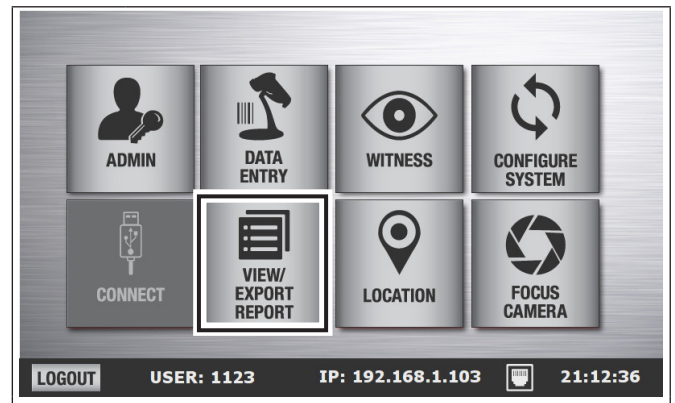 ADMIN
DATA
ENTRY
WITNESS
CONFIGURE
SYSTEM
CONNECT
VIEW/
EXPORT
REPORT
LOCATION
FOCUS
CAMERA
LOGOUT USER: 1123 IP: 192.168.1.103 21:12:36